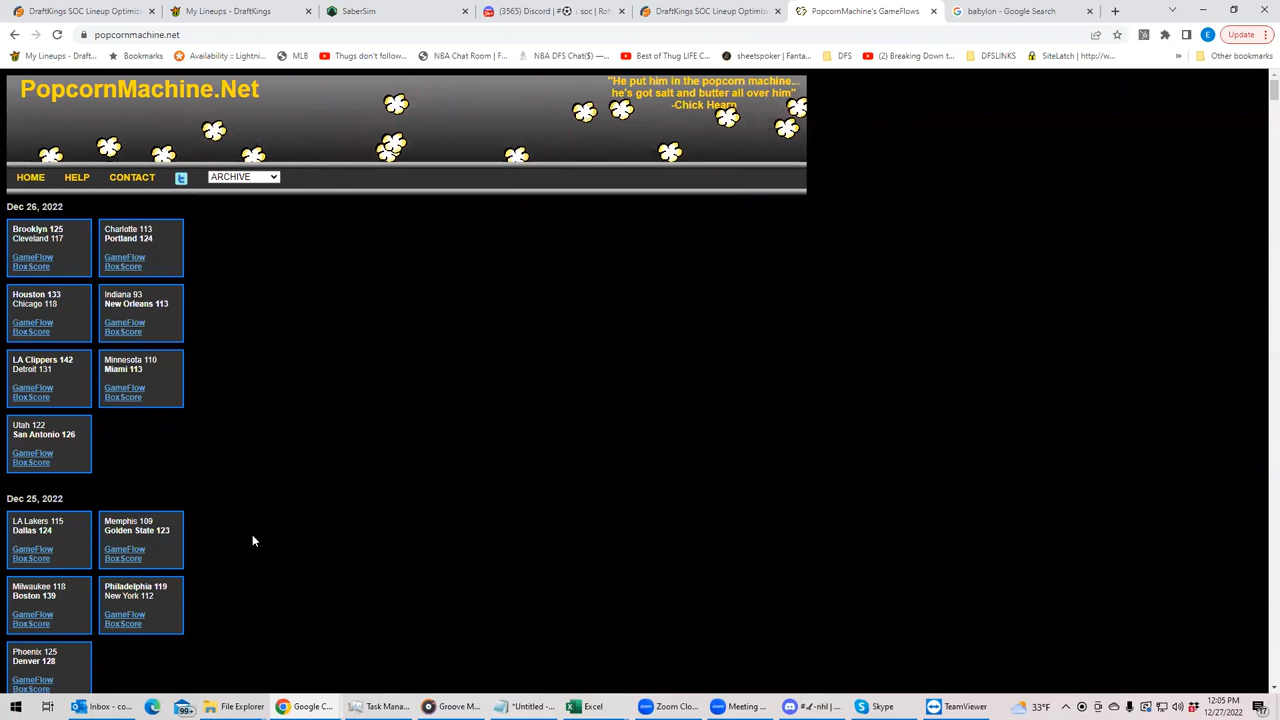 DraftKings SOC Lineup Optimiz
My Lineups - DraftKings
SaberSim
(3565) Discord | #⚽ soc | Rot
DraftKings SOC Lineup Optimiz
PopcornMachine's GameFlows
babylon - Google Search
popcornmachine.net
E
Update
My Lineups - Draft...
Bookmarks
Availability :: Lightni...
MLB
Thugs don't follow...
NBA Chat Room | F...
NBA DFS Chat($) —...
Best of Thug LIFE C...
sheetspoker | Fanta...
DFS
(2) Breaking Down t...
DFSLINKS
SiteLatch | http://w...
»
Other bookmarks
PopcornMachine.Net
"He put him in the popcorn machine...
he's got salt and butter all over him"
-Chick Hearn
HOME
HELP
CONTACT
ARCHIVE
Dec 26, 2022
Brooklyn 125
Cleveland 117
GameFlow
BoxScore
Charlotte 113
Portland 124
GameFlow
BoxScore
Houston 133
Chicago 118
GameFlow
BoxScore
Indiana 93
New Orleans 113
GameFlow
BoxScore
LA Clippers 142
Detroit 131
GameFlow
BoxScore
Minnesota 110
Miami 113
GameFlow
BoxScore
Utah 122
San Antonio 126
GameFlow
BoxScore
Dec 25, 2022
LA Lakers 115
Dallas 124
GameFlow
BoxScore
Memphis 109
Golden State 123
GameFlow
BoxScore
Milwaukee 118
Boston 139
GameFlow
BoxScore
Philadelphia 119
New York 112
GameFlow
BoxScore
Phoenix 125
Denver 128
GameFlow
BoxScore
Inbox - co...
99+
File Explorer
Google C...
Task Mana...
Groove M...
"Untitled -...
Excel
Zoom Clo...
Meeting ...
Skype
TeamViewer
33°F
12:05 PM
12/27/2022
17